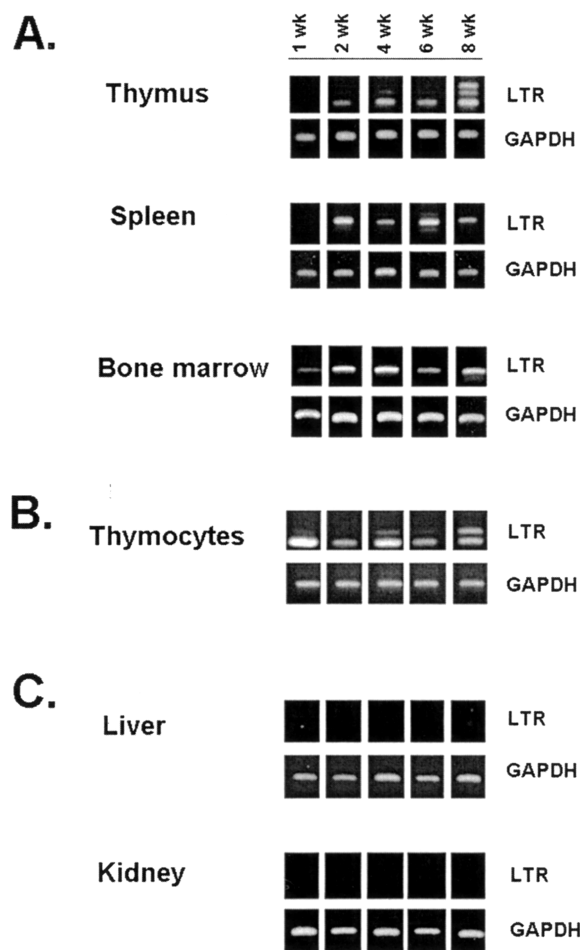 A.
1 wk 2 wk 4 wk 6 wk 8 wk
Thymus
LTR
GAPDH
Spleen
LTR
GAPDH
Bone marrow
LTR
GAPDH
B.
Thymocytes
LTR
GAPDH
C.
Liver
LTR
GAPDH
Kidney
LTR
GAPDH